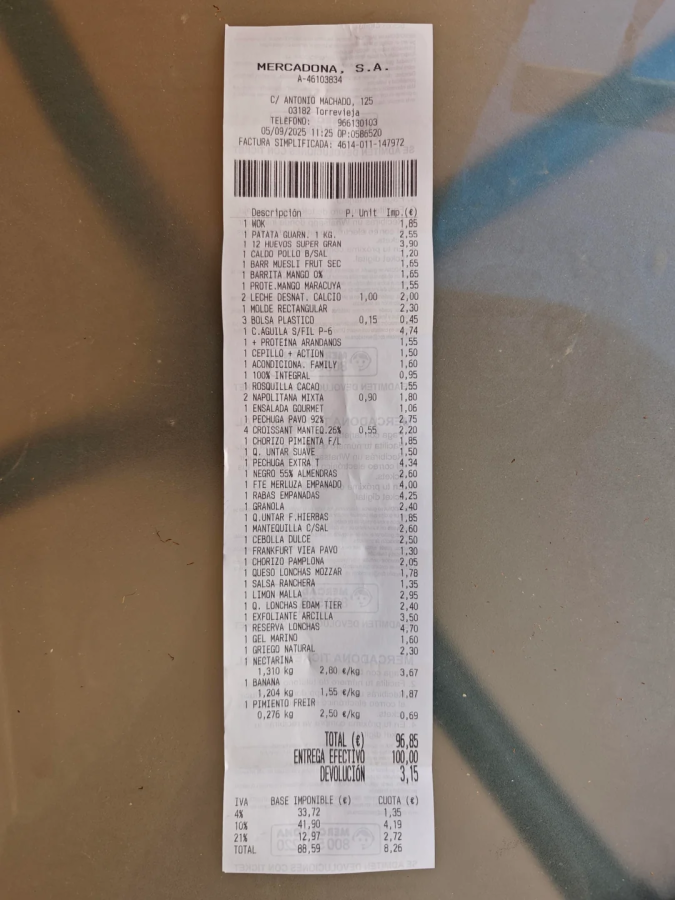 MERCADONA, S.A.
A-46103834
C/ ANTONIO MACHADO, 125
03182 Torrevieja
TELEFONO: 966130103
05/09/2025 11:25 OP:0586520
FACTURA SIMPLIFICADA: 4614-011-147972
Descripción P. Unit Imp.(€)
1 WOK 1,85
1 PATATA GUARN. 1 KG. 2,55
1 12 HUEVOS SUPER GRAN 3,90
1 CALDO POLLO B/SAL 1,20
1 BARR MUESLI FRUT SEC 1,65
1 BARRITA MANGO 0% 1,65
1 PROTE.MANGO MARACUYA 1,55
2 LECHE DESNAT. CALCIO 1,00 2,00
1 MOLDE RECTANGULAR 2,30
3 BOLSA PLASTICO 0,15 0,45
1 C.AGUILA S/FIL P-6 4,74
1 + PROTEINA ARANDANOS 1,55
1 CEPILLO + ACTION 1,50
1 ACONDICIONA. FAMILY 1,60
1 100% INTEGRAL 0,95
1 ROSQUILLA CACAO 1,55
2 NAPOLITANA MIXTA 0,90 1,80
1 ENSALADA GOURMET 1,06
1 PECHUGA PAVO 92% 2,75
4 CROISSANT MANTEQ.26% 0,55 2,20
1 CHORIZO PIMIENTA F/L 1,85
1 Q. UNTAR SUAVE 1,50
1 PECHUGA EXTRA T 4,34
1 NEGRO 55% ALMENDRAS 2,60
1 FTE MERLUZA EMPANADO 4,00
1 RABAS EMPANADAS 4,25
1 GRANOLA 2,40
1 Q.UNTAR F.HIERBAS 1,85
1 MANTEQUILLA C/SAL 2,60
1 CEBOLLA DULCE 2,50
1 FRANKFURT VIEA PAVO 1,30
1 CHORIZO PAMPLONA 2,05
1 QUESO LONCHAS MOZZAR 1,78
1 SALSA RANCHERA 1,35
1 LIMON MALLA 2,95
1 Q. LONCHAS EDAM TIER 2,40
1 EXFOLIANTE ARCILLA 3,50
1 RESERVA LONCHAS 4,70
1 GEL MARINO 1,60
1 GRIEGO NATURAL 2,30
1 NECTARINA
1,310 kg 2,80 €/kg 3,67
1 BANANA
1,204 kg 1,55 €/kg 1,87
1 PIMIENTO FREIR
0,276 kg 2,50 €/kg 0,69
TOTAL (€) 96,85
ENTREGA EFECTIVO 100,00
DEVOLUCIÓN 3,15
IVA BASE IMPONIBLE (€) CUOTA (€)
4% 33,72 1,35
10% 41,90 4,19
21% 12,97 2,72
TOTAL 88,59 8,26